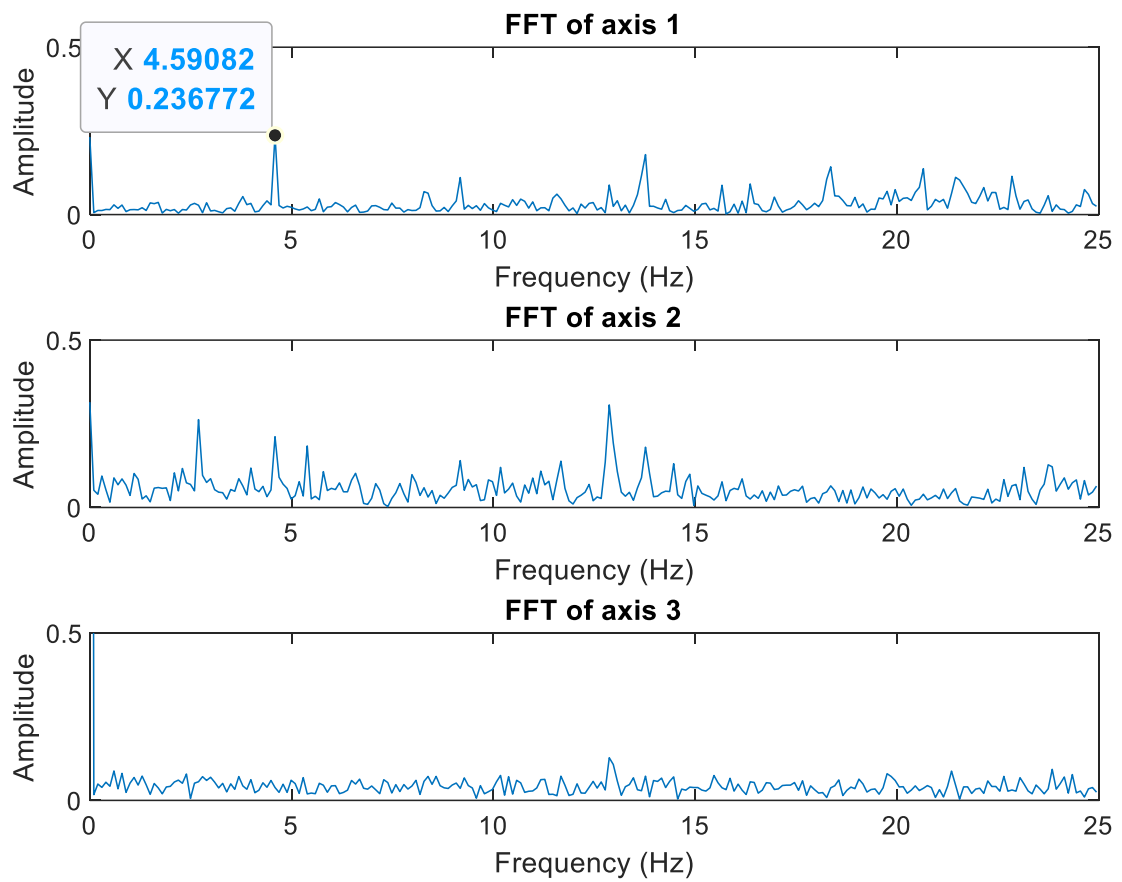 FFT of axis 1
0.5
X 4.59082
Y 0.236772
Amplitude
0
0 5 10 15 20 25
Frequency (Hz)
FFT of axis 2
0.5
Amplitude
0
0 5 10 15 20 25
Frequency (Hz)
FFT of axis 3
0.5
Amplitude
0
0 5 10 15 20 25
Frequency (Hz)